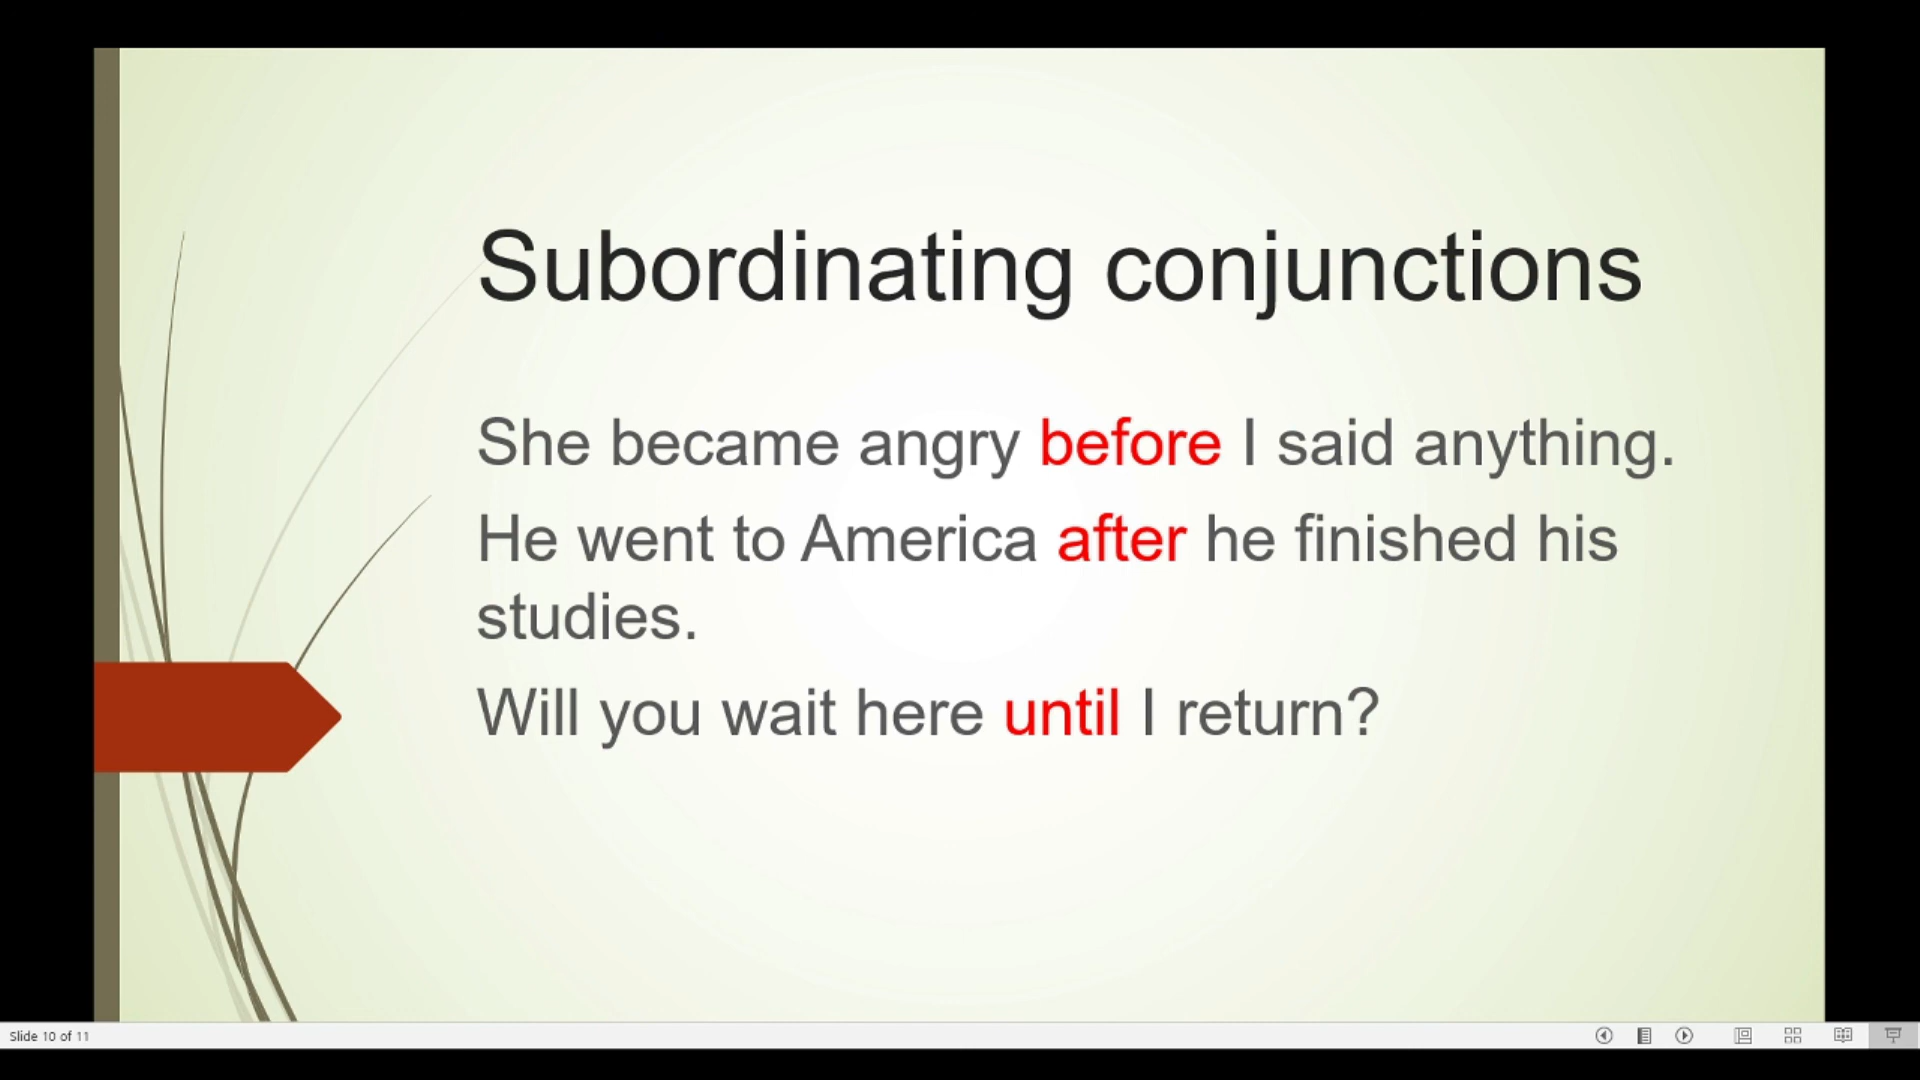 Subordinating conjunctions
She became angry before I said anything.
He went to America after he finished his
studies.
Will you wait here until I return?
Slide 10 of 11